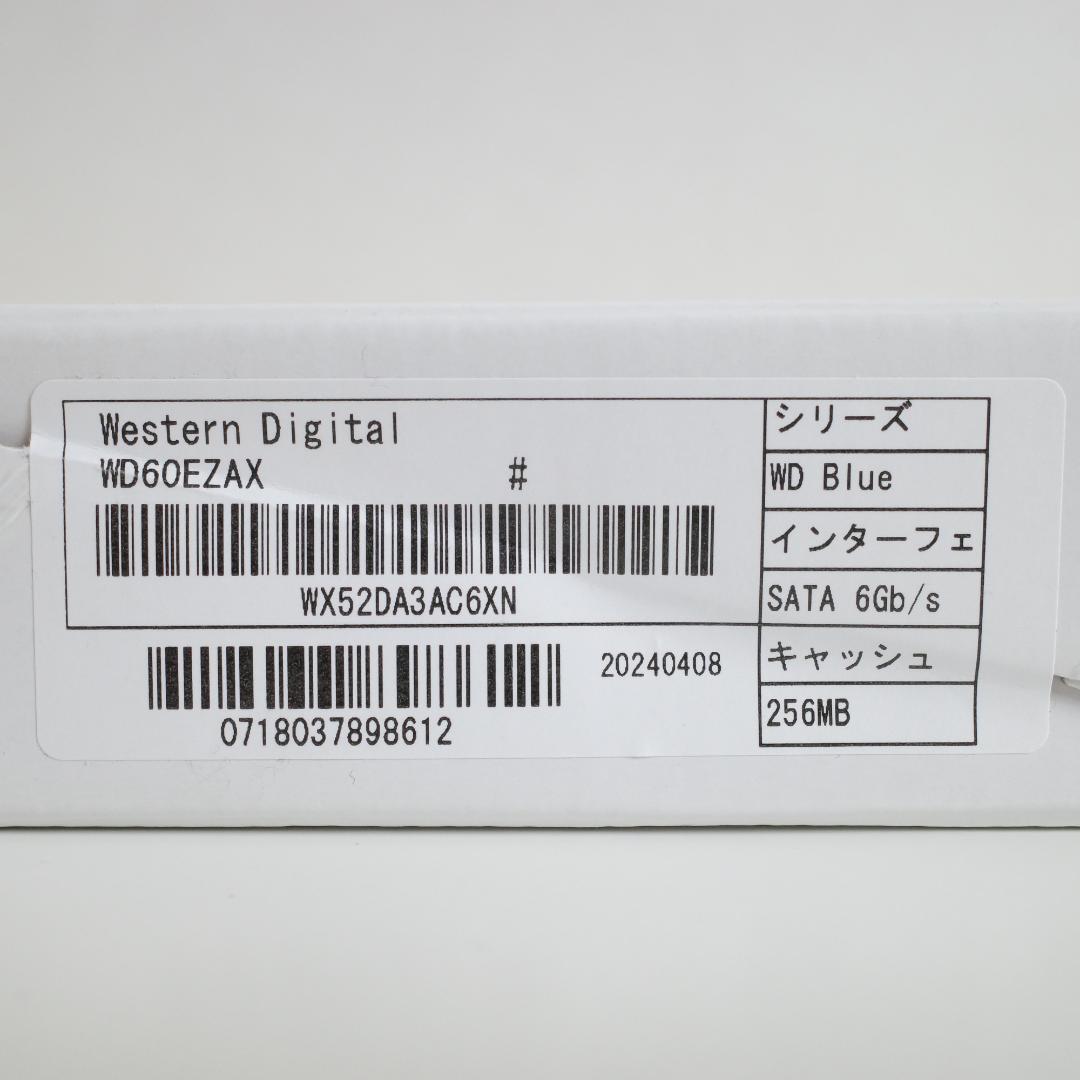 Western Digital
WD60EZAX #
WX52DA3AC6XN
0718037898612
20240408
シリーズ
WD Blue
インターフェ
SATA 6Gb/s
キャッシュ
256MB